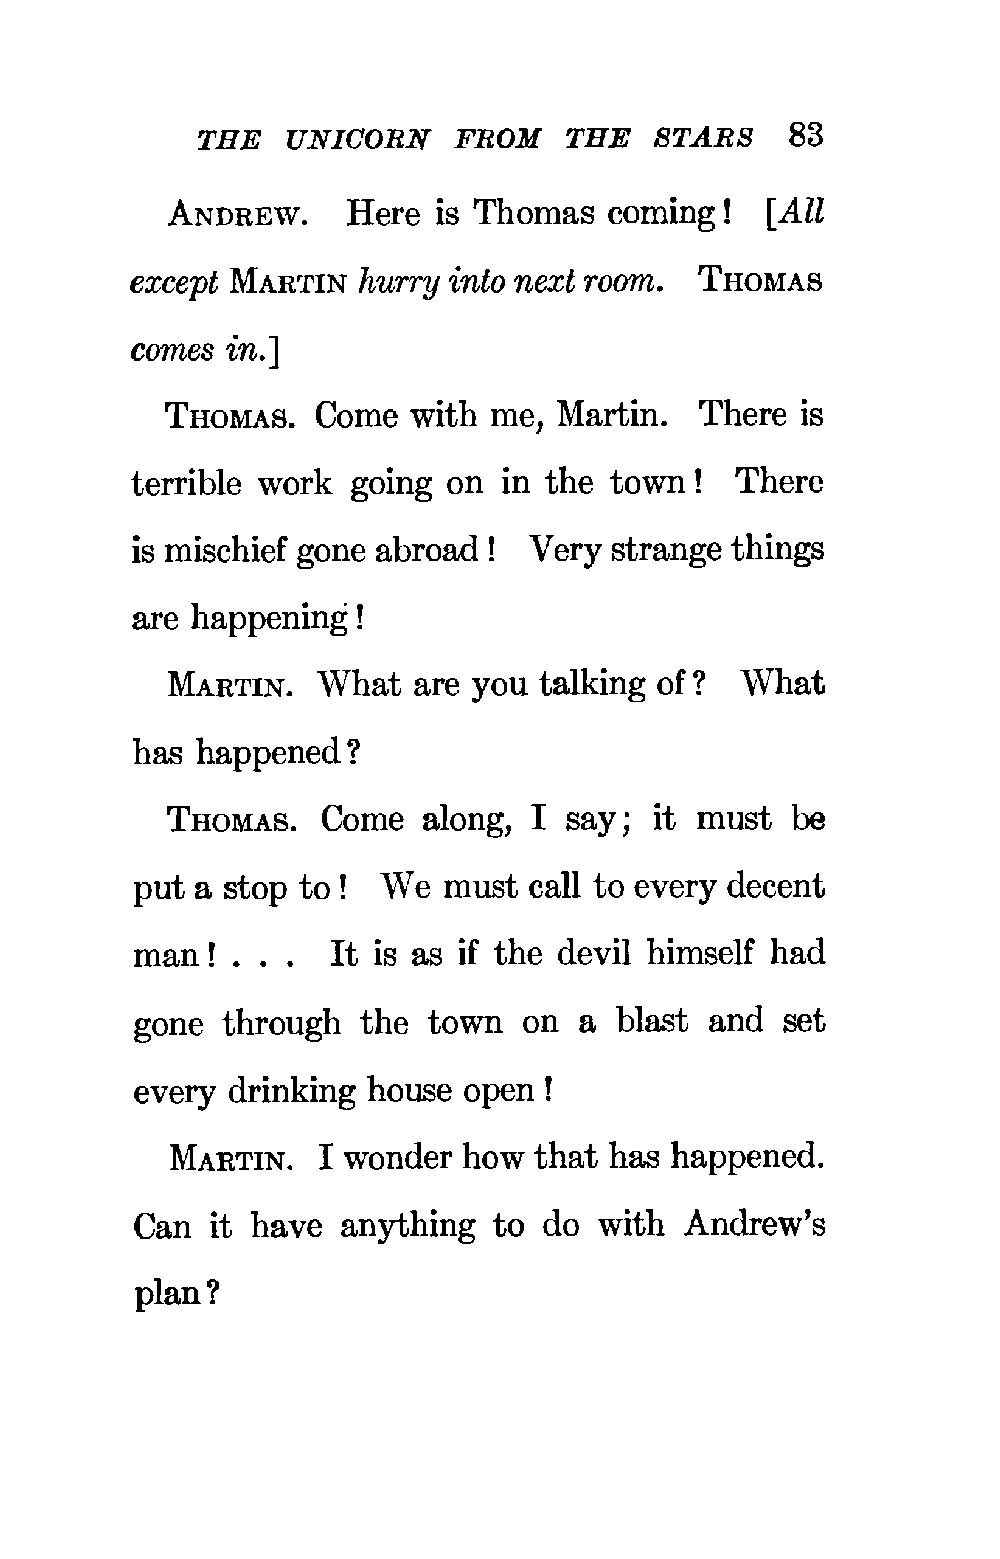 THE UNICORN FROM THE STARS 83
ANDREW. Here is Thomas coming! [All
except MARTIN hurry into next room. THOMAS
comes in.]
THOMAS. Come with me, Martin. There is
terrible work going on in the town! There
is mischief gone abroad! Very strange things
are happening!
MARTIN. What are you talking of? What
has happened?
THOMAS. Come along, I say; it must be
put a stop to! We must call to every decent
man! . . . It is as if the devil himself had
gone through the town on a blast and set
every drinking house open!
MARTIN. I wonder how that has happened.
Can it have anything to do with Andrew's
plan?